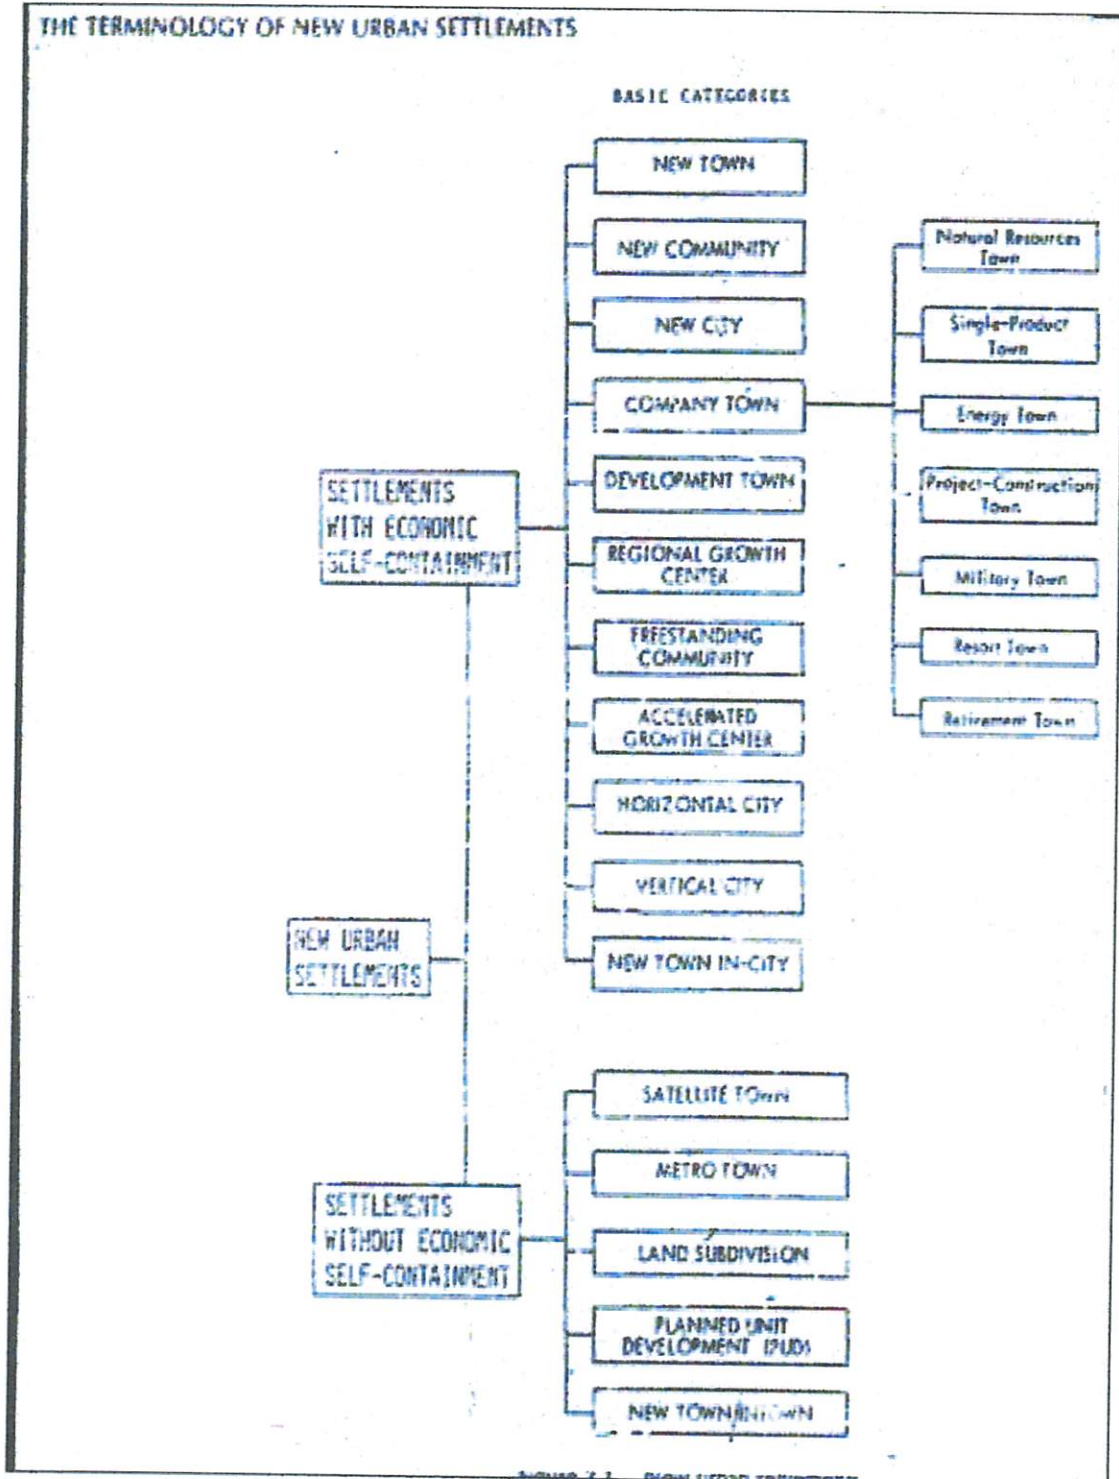 THE TERMINOLOGY OF NEW URBAN SETTLEMENTS
BASIC CATEGORIES
NEW TOWN
NEW COMMUNITY
NEW CITY
COMPANY TOWN
DEVELOPMENT TOWN
REGIONAL GROWTH
CENTER
FREESTANDING
COMMUNITY
ACCELERATED
GROWTH CENTER
HORIZONTAL CITY
VERTICAL CITY
NEW TOWN IN-CITY
Natural Resources
Town
Single-Product
Town
Energy Town
Project-Construction
Town
Military Town
Resort Town
Retirement Town
SETTLEMENTS
WITH ECONOMIC
SELF-CONTAINMENT
NEW URBAN
SETTLEMENTS
SETTLEMENTS
WITHOUT ECONOMIC
SELF-CONTAINMENT
SATELLITE TOWN
METRO TOWN
LAND SUBDIVISION
PLANNED UNIT
DEVELOPMENT (PUD)
NEW TOWN INTOWN